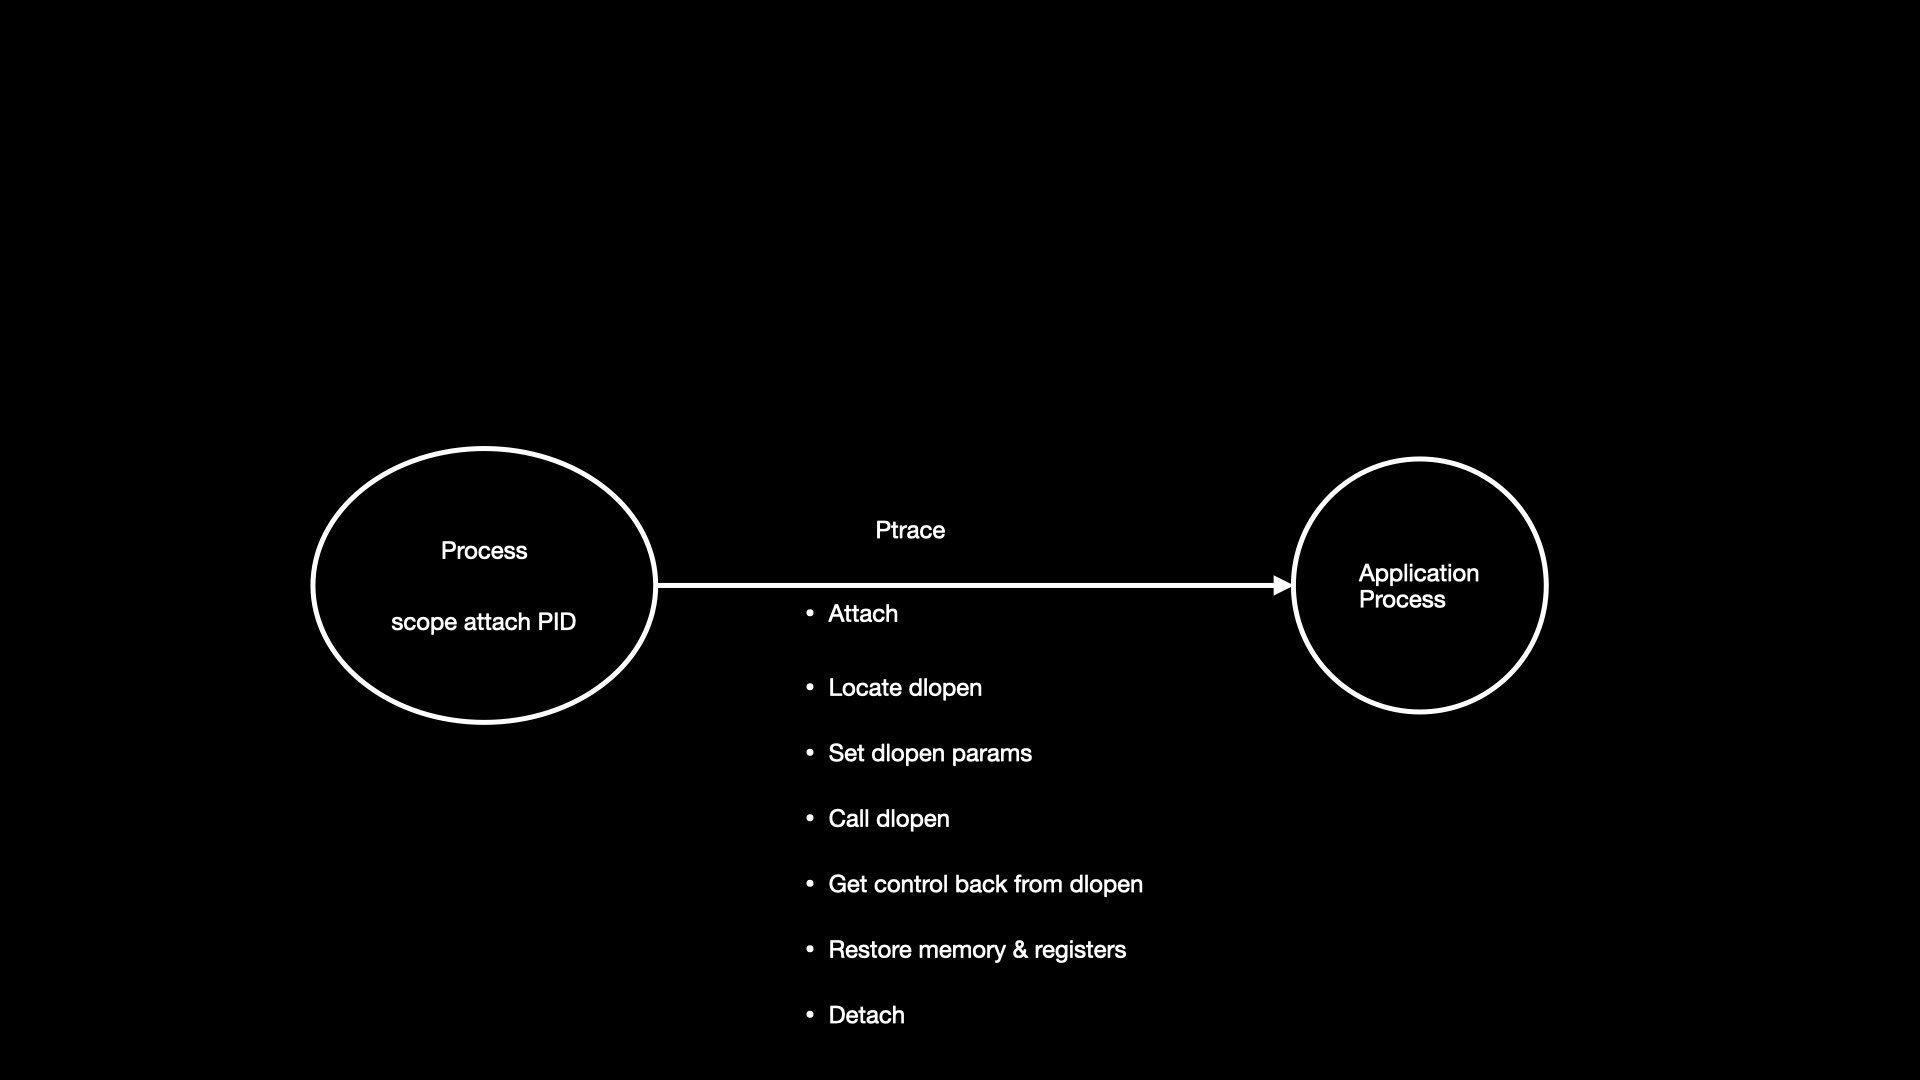 Process
scope attach PID
Ptrace
• Attach
• Locate dlopen
• Set dlopen params
• Call dlopen
• Get control back from dlopen
• Restore memory & registers
• Detach
Application
Process